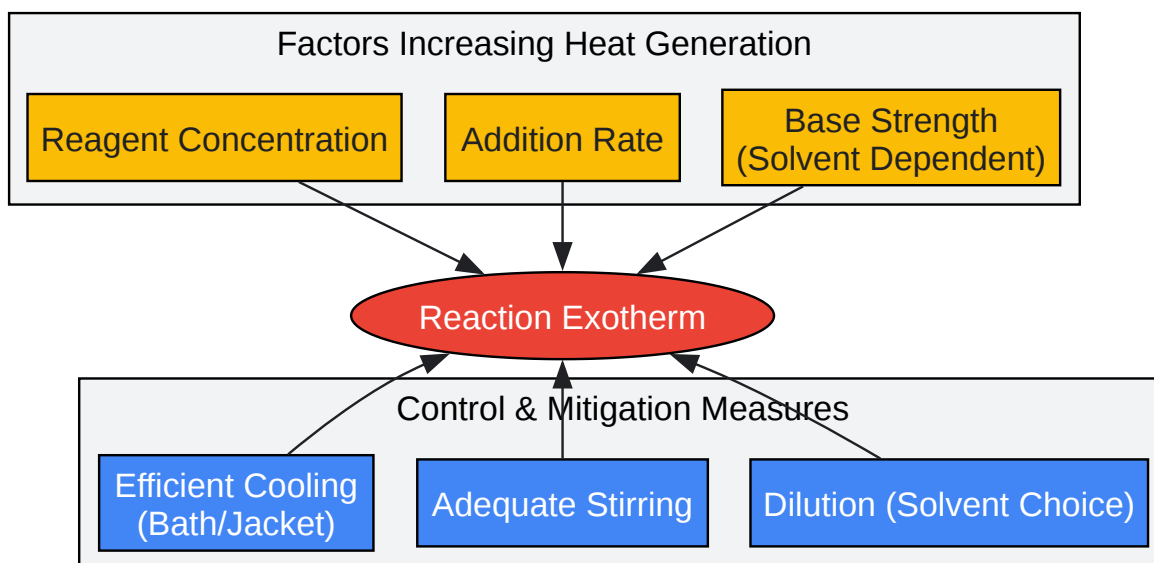 Factors Increasing Heat Generation
Reagent Concentration
Addition Rate
Base Strength
(Solvent Dependent)
Reaction Exotherm
Control & Mitigation Measures
Efficient Cooling
(Bath/Jacket)
Adequate Stirring
Dilution (Solvent Choice)